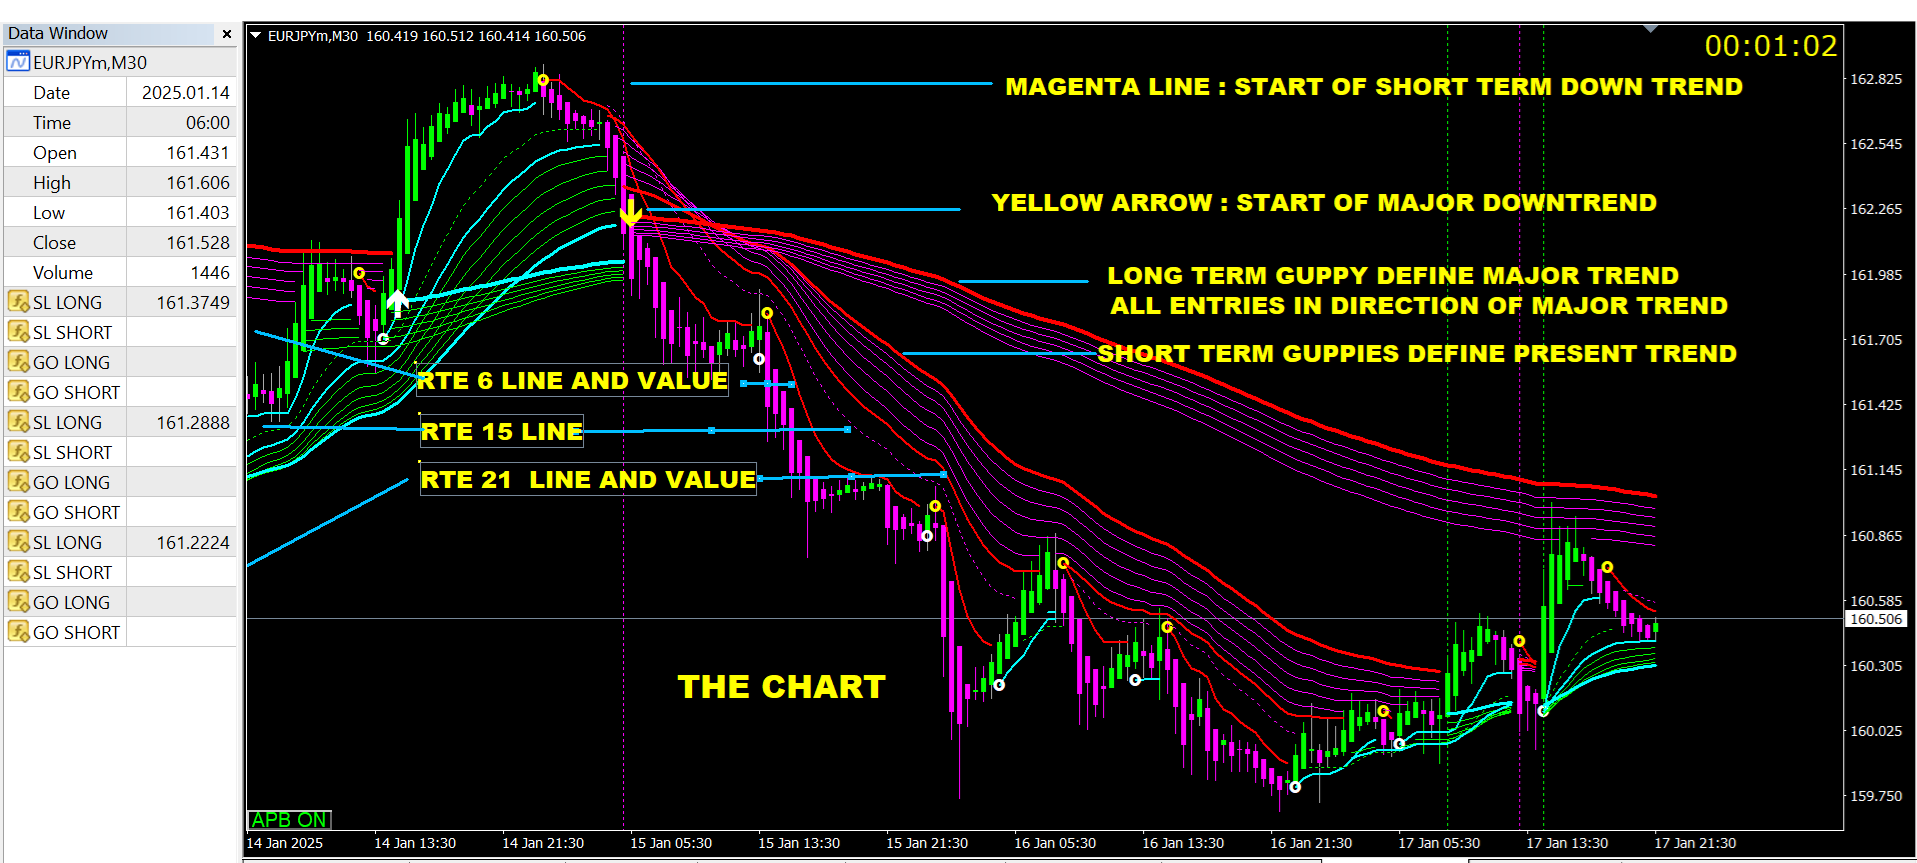 Data Window
×
EURJPYm,M30
Date 2025.01.14
Time 06:00
Open 161.431
High 161.606
Low 161.403
Close 161.528
Volume 1446
SL LONG 161.3749
SL SHORT
GO LONG
GO SHORT
SL LONG 161.2888
SL SHORT
GO LONG
GO SHORT
SL LONG 161.2224
SL SHORT
GO LONG
GO SHORT
EURJPYm,M30 160.419 160.512 160.414 160.506
00:01:02
MAGENTA LINE : START OF SHORT TERM DOWN TREND
YELLOW ARROW : START OF MAJOR DOWNTREND
LONG TERM GUPPY DEFINE MAJOR TREND
ALL ENTRIES IN DIRECTION OF MAJOR TREND
SHORT TERM GUPPIES DEFINE PRESENT TREND
RTE 6 LINE AND VALUE
RTE 15 LINE
RTE 21 LINE AND VALUE
THE CHART
APB ON
162.825
162.545
162.265
161.985
161.705
161.425
161.145
160.865
160.585
160.506
160.305
160.025
159.750
14 Jan 2025
14 Jan 13:30
14 Jan 21:30
15 Jan 05:30
15 Jan 13:30
15 Jan 21:30
16 Jan 05:30
16 Jan 13:30
16 Jan 21:30
17 Jan 05:30
17 Jan 13:30
17 Jan 21:30